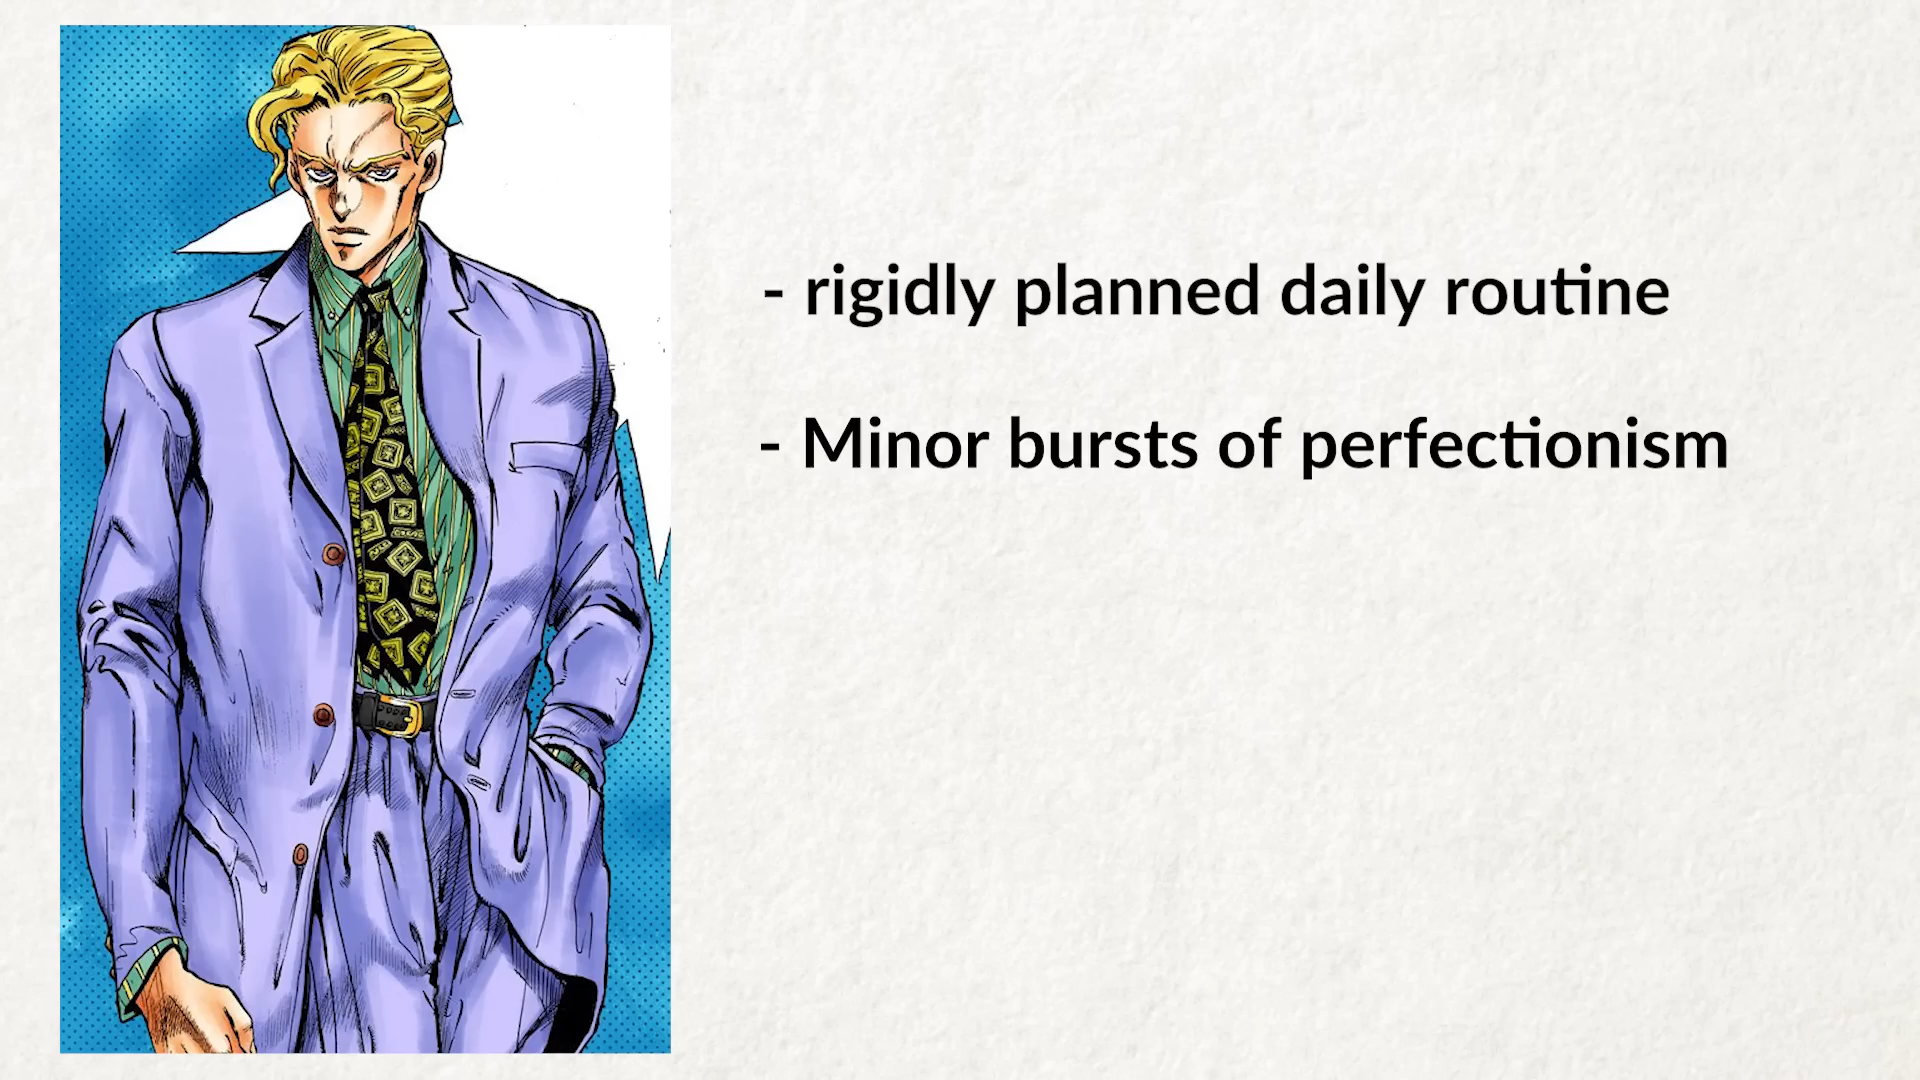 - rigidly planned daily routine
- Minor bursts of perfectionism